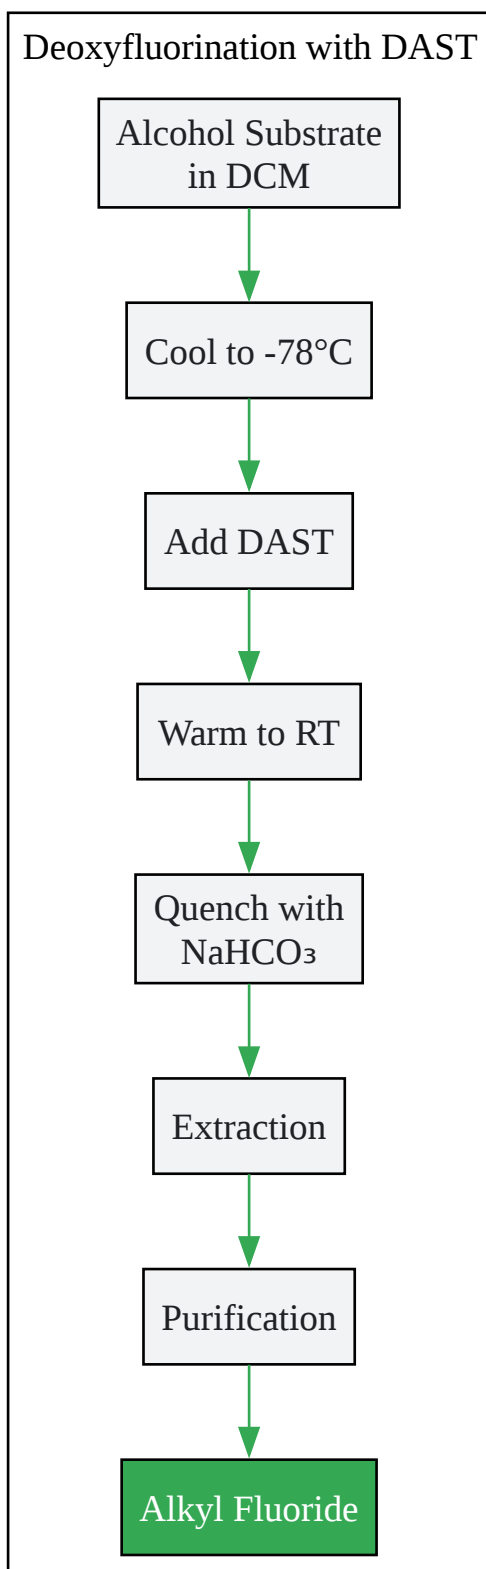 Deoxyfluorination with DAST
Alcohol Substrate
in DCM
Cool to -78°C
Add DAST
Warm to RT
Quench with
NaHCO₃
Extraction
Purification
Alkyl Fluoride